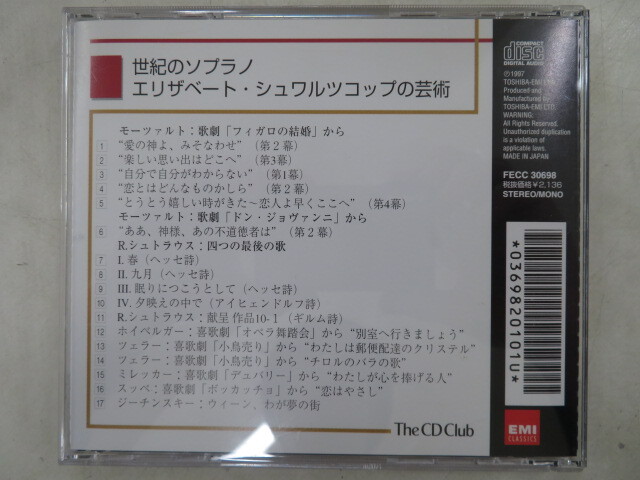 世紀のソプラノ
エリザベート・シュワルツコップの芸術
モーツァルト：歌劇「フィガロの結婚」から
1 “愛の神よ、みそなわせ”（第２幕）
2 “楽しい思い出はどこへ”（第3幕）
3 “自分で自分がわからない”（第1幕）
4 “恋とはどんなものかしら”（第２幕）
5 “とうとう嬉しい時がきた～恋人よ早くここへ”（第4幕）
モーツァルト：歌劇「ドン・ジョヴァンニ」から
6 “ああ、神様、あの不道徳者は”（第２幕）
R.シュトラウス：四つの最後の歌
7 I. 春（ヘッセ詩）
8 II. 九月（ヘッセ詩）
9 III. 眠りにつこうとして（ヘッセ詩）
10 IV. 夕映えの中で（アイヒェンドルフ詩）
11 R.シュトラウス：献呈 作品10-1（ギルム詩）
12 ホイベルガー：喜歌劇「オペラ舞踏会」から “別室へ行きましょう”
13 ツェラー：喜歌劇「小鳥売り」から “わたしは郵便配達のクリステル”
14 ツェラー：喜歌劇「小鳥売り」から “チロルのバラの歌”
15 ミレッカー：喜歌劇「デュバリー」から “わたしが心を捧げる人”
16 スッペ：喜歌劇「ボッカッチョ」から “恋はやさし”
17 ジーチンスキー：ウィーン、わが夢の街
The CD Club
COMPACT
disc
DIGITAL AUDIO
Ⓟ1997
TOSHIBA-EMI LTD.
Produced and
Manufactured by
TOSHIBA-EMI LTD.
WARNING:
All Rights Reserved.
Unauthorized duplication
is a violation of
applicable laws.
MADE IN JAPAN
FECC 30698
税抜価格￥2,136
STEREO/MONO
*036982010​1U*
EMI
CLASSICS